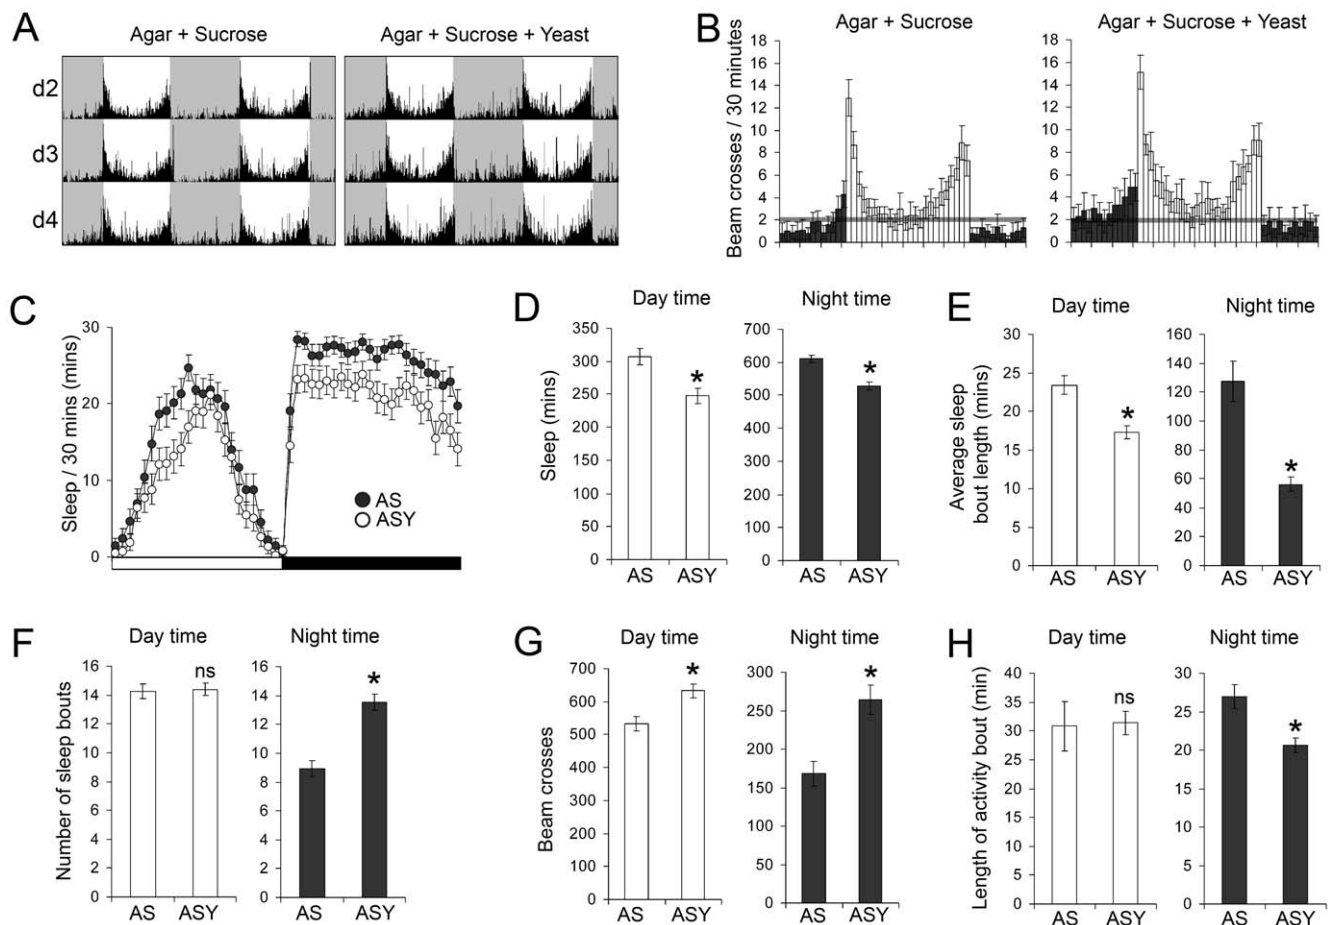 A
Agar + Sucrose
Agar + Sucrose + Yeast
d2
d3
d4
B
Agar + Sucrose
Agar + Sucrose + Yeast
Beam crosses / 30 minutes
18
16
14
12
10
8
6
4
2
0
18
16
14
12
10
8
6
4
2
0
C
Sleep / 30 mins (mins)
30
20
10
0
AS
ASY
D
Day time
Night time
Sleep (mins)
350
300
250
200
150
100
50
0
*
AS
ASY
700
600
500
400
300
200
100
0
*
AS
ASY
E
Day time
Night time
Average sleep
bout length (mins)
30
25
20
15
10
5
0
*
AS
ASY
160
140
120
100
80
60
40
20
0
*
AS
ASY
F
Day time
Night time
Number of sleep bouts
16
14
12
10
8
6
4
2
0
ns
AS
ASY
16
14
12
10
8
6
4
2
0
*
AS
ASY
G
Day time
Night time
Beam crosses
700
600
500
400
300
200
100
0
*
AS
ASY
300
250
200
150
100
50
0
*
AS
ASY
H
Day time
Night time
Length of activity bout (min)
40
35
30
25
20
15
10
5
0
ns
AS
ASY
30
25
20
15
10
5
0
*
AS
ASY